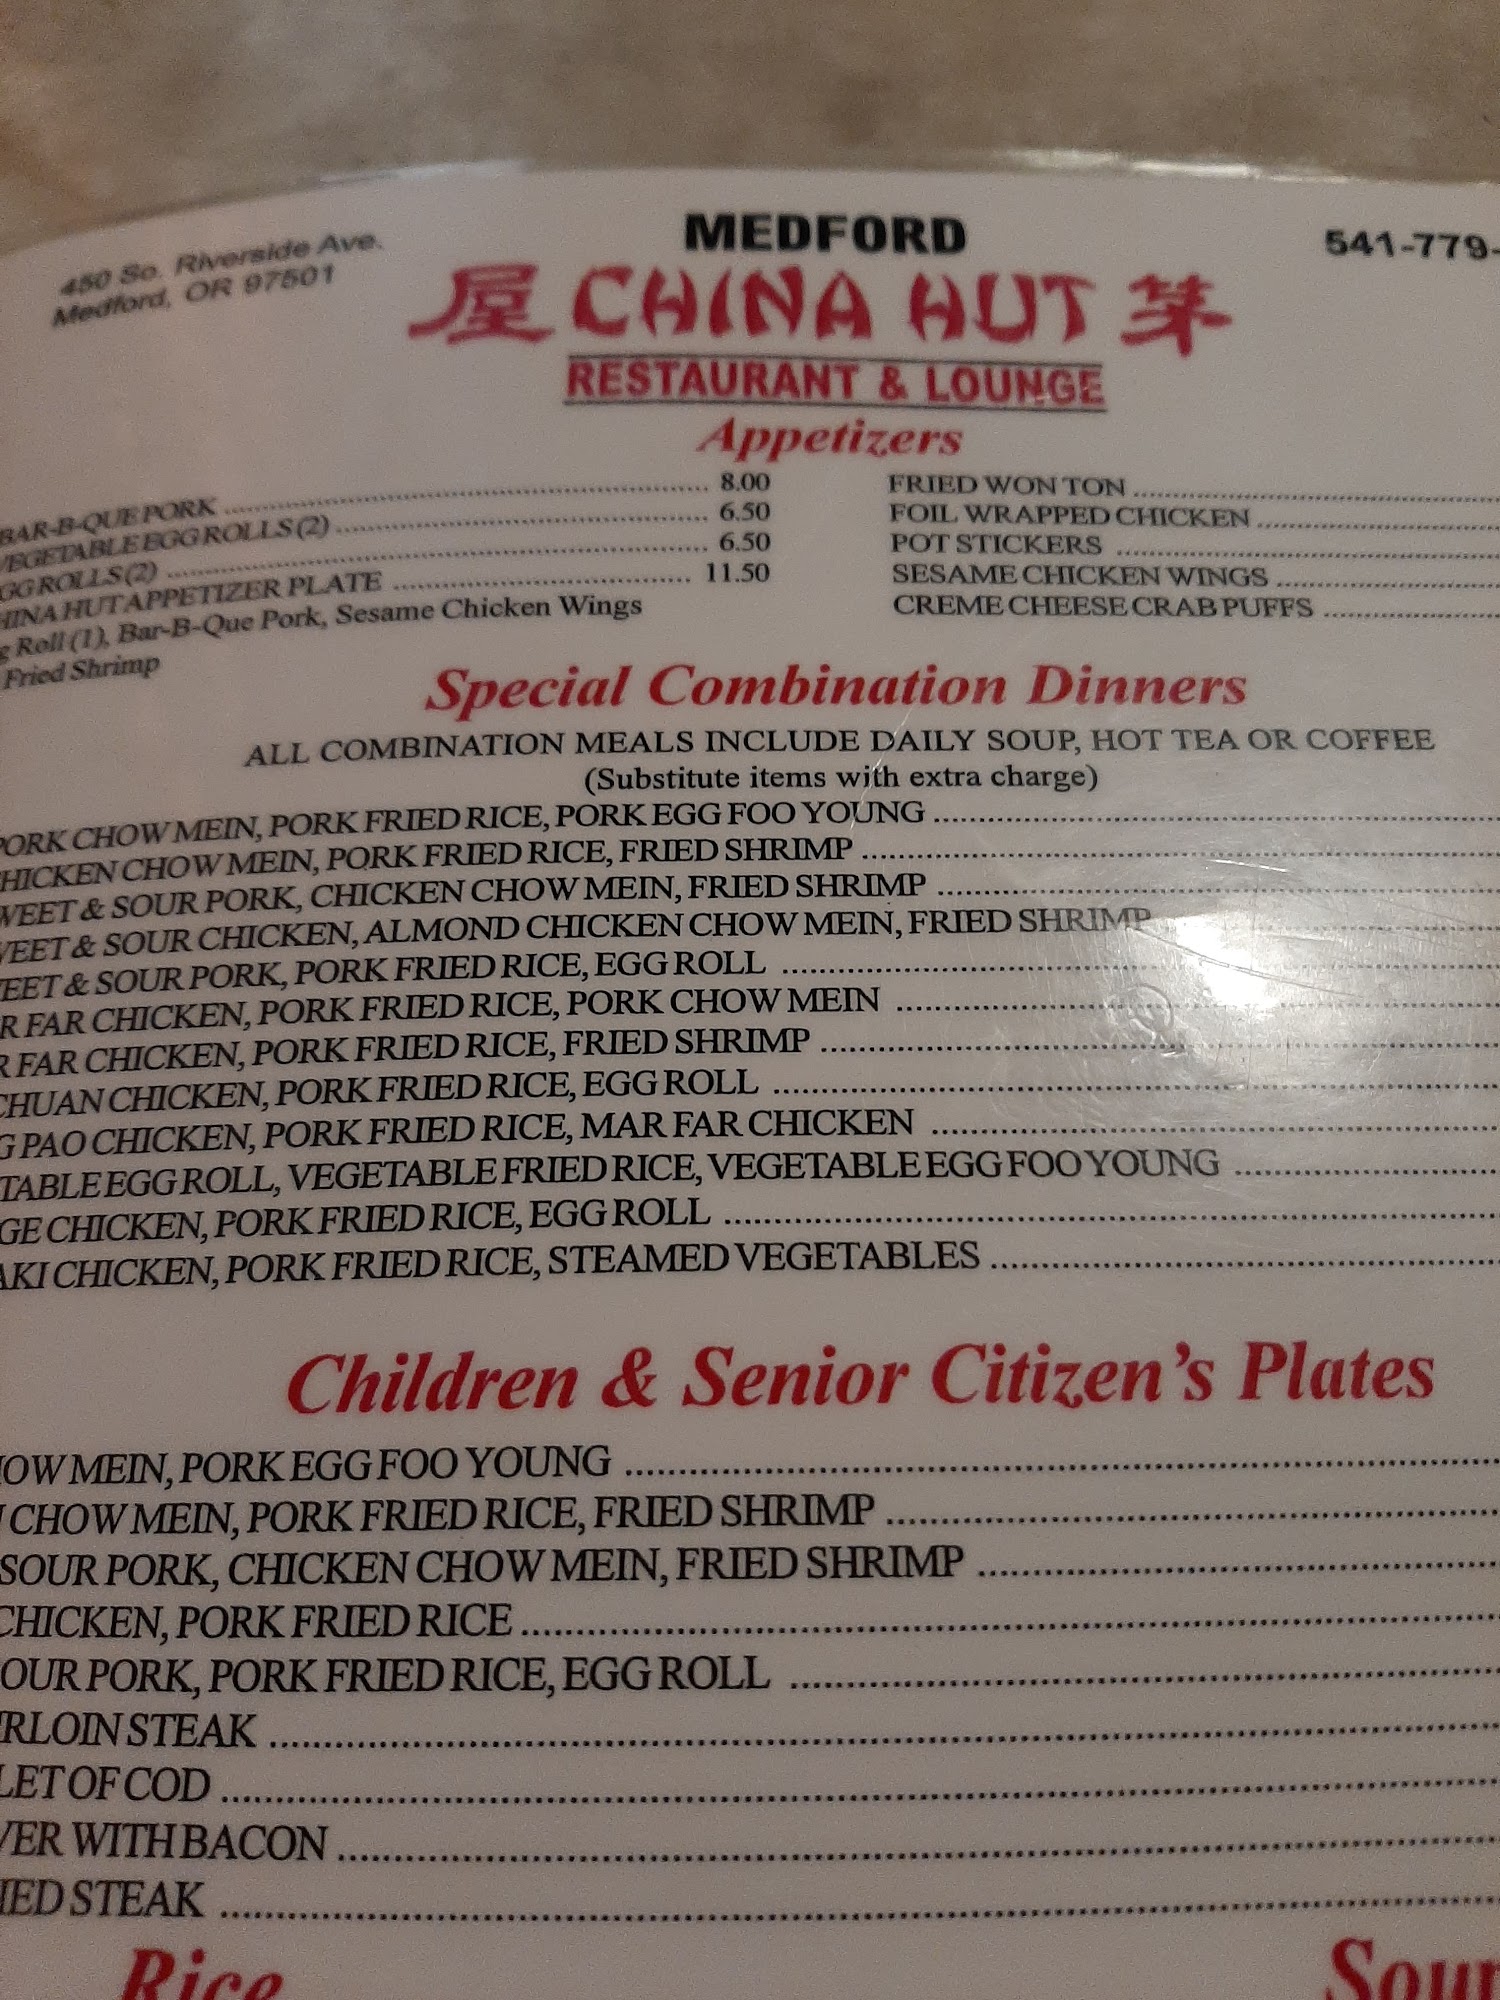 450 So. Riverside Ave.
Medford, OR 97501
MEDFORD
541-779-
屋 CHINA HUT
RESTAURANT & LOUNGE
Appetizers
BAR-B-QUE PORK ........ 8.00
VEGETABLE EGG ROLLS (2) ........ 6.50
EGG ROLLS (2) ........ 6.50
CHINA HUT APPETIZER PLATE ........ 11.50
g Roll (1), Bar-B-Que Pork, Sesame Chicken Wings
Fried Shrimp
FRIED WON TON
FOIL WRAPPED CHICKEN
POT STICKERS
SESAME CHICKEN WINGS
CREME CHEESE CRAB PUFFS
Special Combination Dinners
ALL COMBINATION MEALS INCLUDE DAILY SOUP, HOT TEA OR COFFEE
(Substitute items with extra charge)
PORK CHOW MEIN, PORK FRIED RICE, PORK EGG FOO YOUNG
HICKEN CHOW MEIN, PORK FRIED RICE, FRIED SHRIMP
WEET & SOUR PORK, CHICKEN CHOW MEIN, FRIED SHRIMP
WEET & SOUR CHICKEN, ALMOND CHICKEN CHOW MEIN, FRIED SHRIMP
EET & SOUR PORK, PORK FRIED RICE, EGG ROLL
R FAR CHICKEN, PORK FRIED RICE, PORK CHOW MEIN
R FAR CHICKEN, PORK FRIED RICE, FRIED SHRIMP
CHUAN CHICKEN, PORK FRIED RICE, EGG ROLL
G PAO CHICKEN, PORK FRIED RICE, MAR FAR CHICKEN
TABLE EGG ROLL, VEGETABLE FRIED RICE, VEGETABLE EGG FOO YOUNG
GE CHICKEN, PORK FRIED RICE, EGG ROLL
AKI CHICKEN, PORK FRIED RICE, STEAMED VEGETABLES
Children & Senior Citizen's Plates
HOW MEIN, PORK EGG FOO YOUNG
CHOW MEIN, PORK FRIED RICE, FRIED SHRIMP
SOUR PORK, CHICKEN CHOW MEIN, FRIED SHRIMP
CHICKEN, PORK FRIED RICE
OUR PORK, PORK FRIED RICE, EGG ROLL
IRLOIN STEAK
LET OF COD
VER WITH BACON
IED STEAK
Rice
Sour